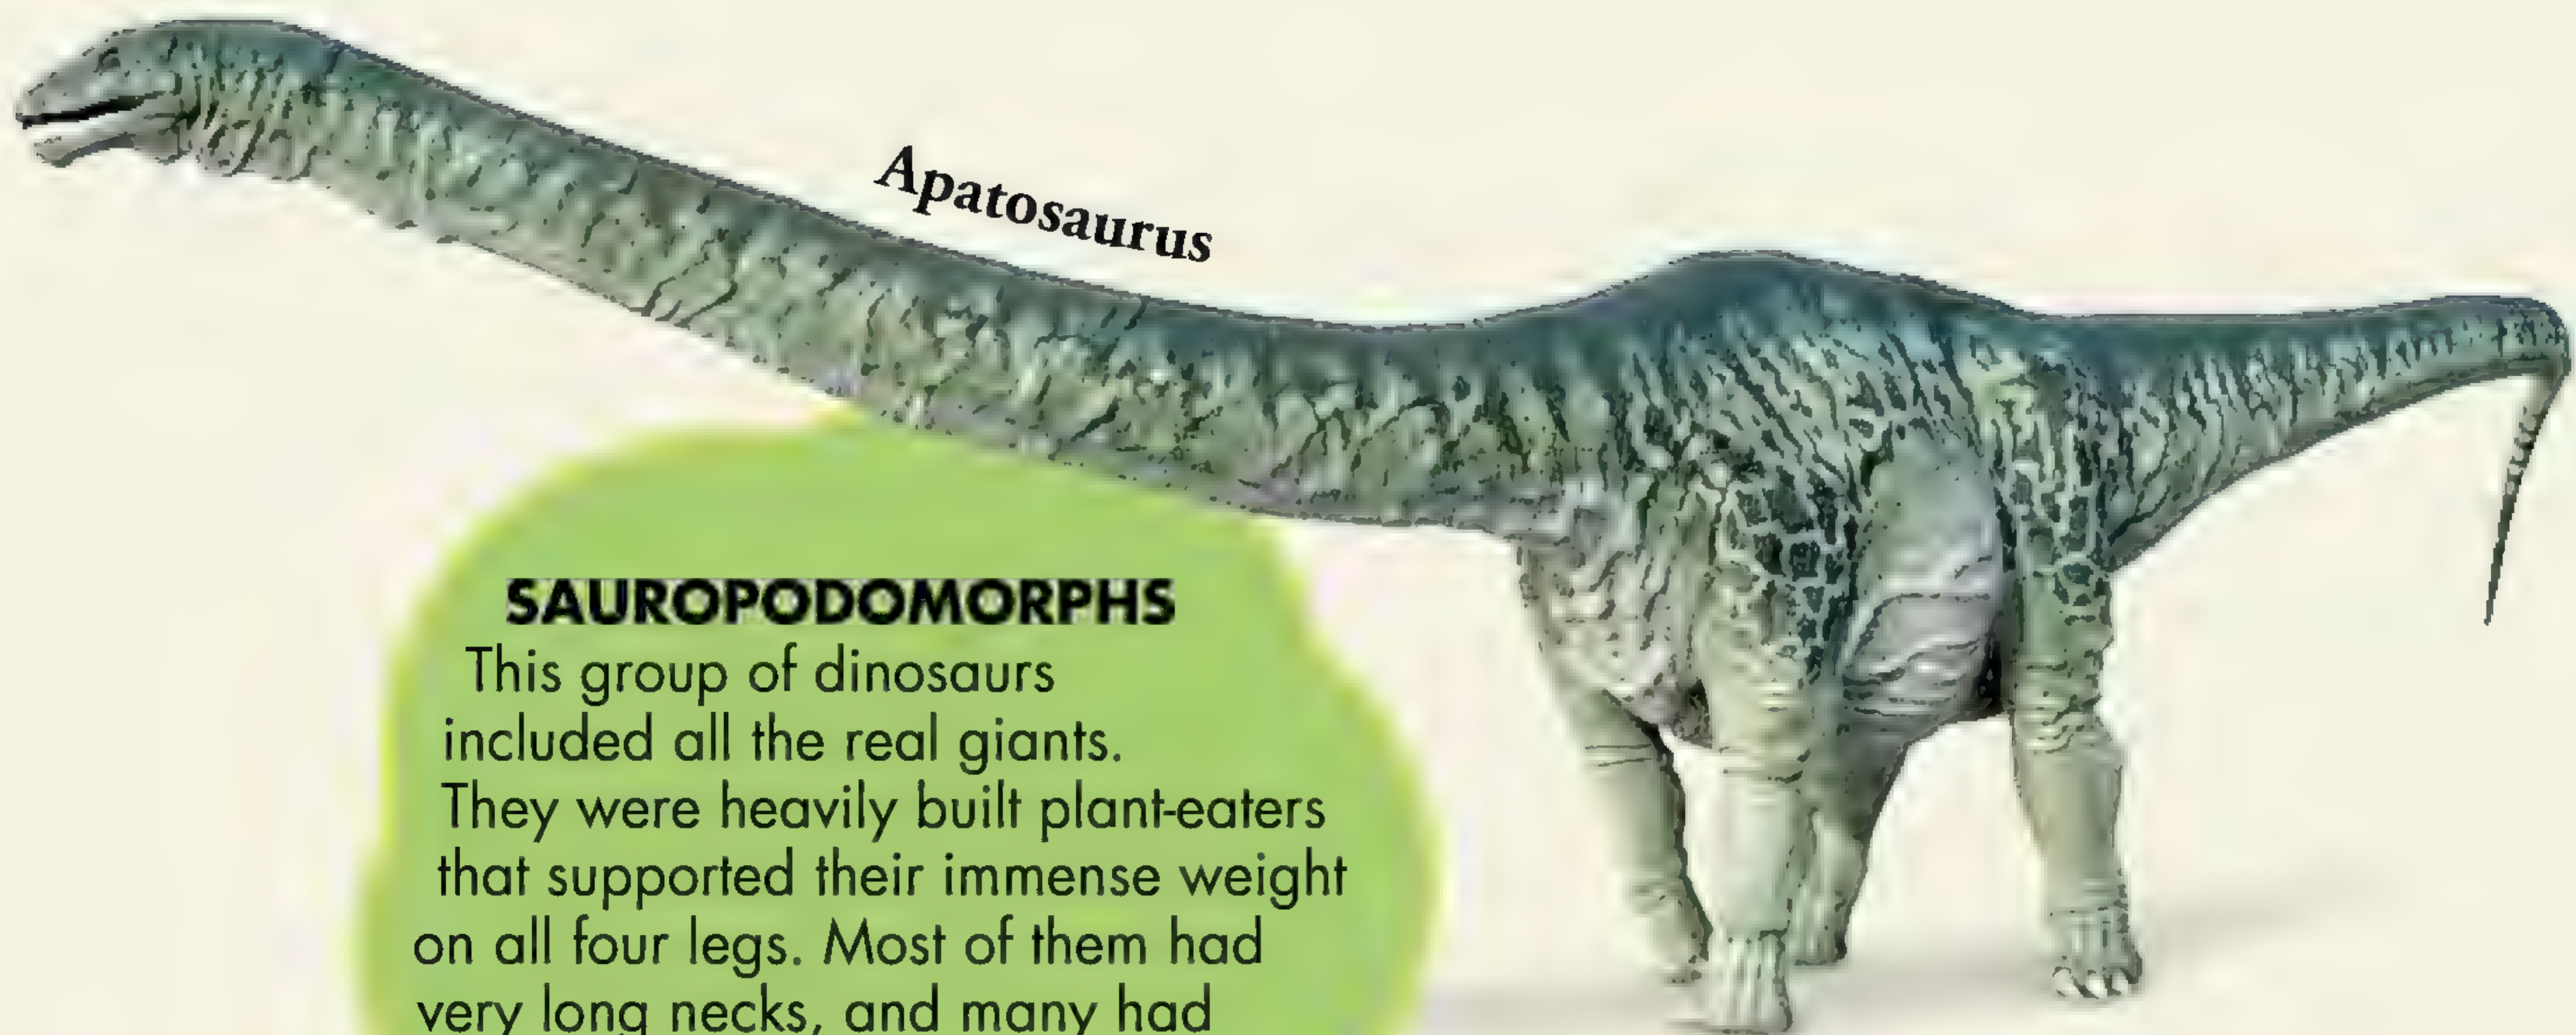 Apatosaurus
SAUROPODOMORPHS
This group of dinosaurs
included all the real giants.
They were heavily built plant-eaters
that supported their immense weight
on all four legs. Most of them had
very long necks, and many had